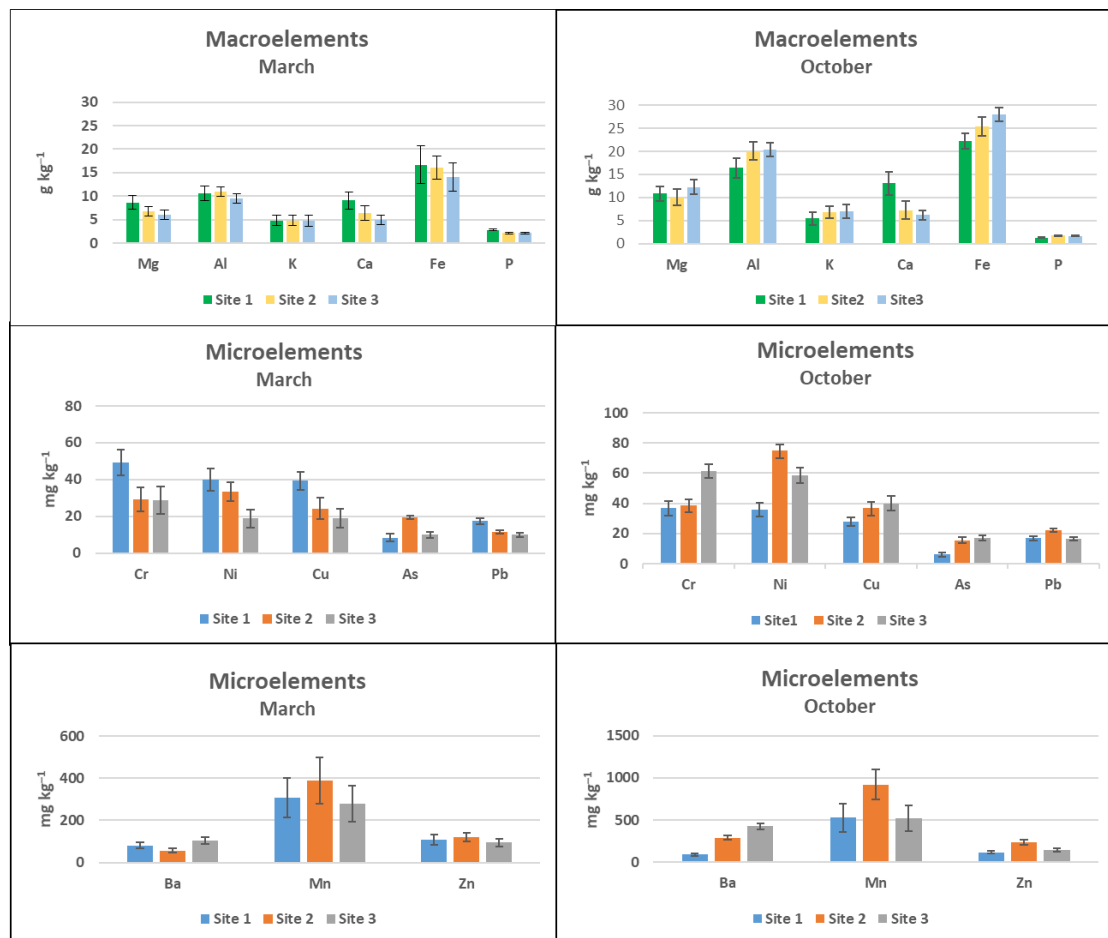 Macroelements
March
30
25
20
15
10
5
0
g kg⁻¹
Mg Al K Ca Fe P
Site 1 Site 2 Site 3
Macroelements
October
30
25
20
15
10
5
0
g kg⁻¹
Mg Al K Ca Fe P
Site 1 Site2 Site3
Microelements
March
80
60
40
20
0
mg kg⁻¹
Cr Ni Cu As Pb
Site 1 Site 2 Site 3
Microelements
October
100
80
60
40
20
0
mg kg⁻¹
Cr Ni Cu As Pb
Site1 Site 2 Site 3
Microelements
March
600
400
200
0
mg kg⁻¹
Ba Mn Zn
Site 1 Site 2 Site 3
Microelements
October
1500
1000
500
0
mg kg⁻¹
Ba Mn Zn
Site 1 Site 2 Site 3